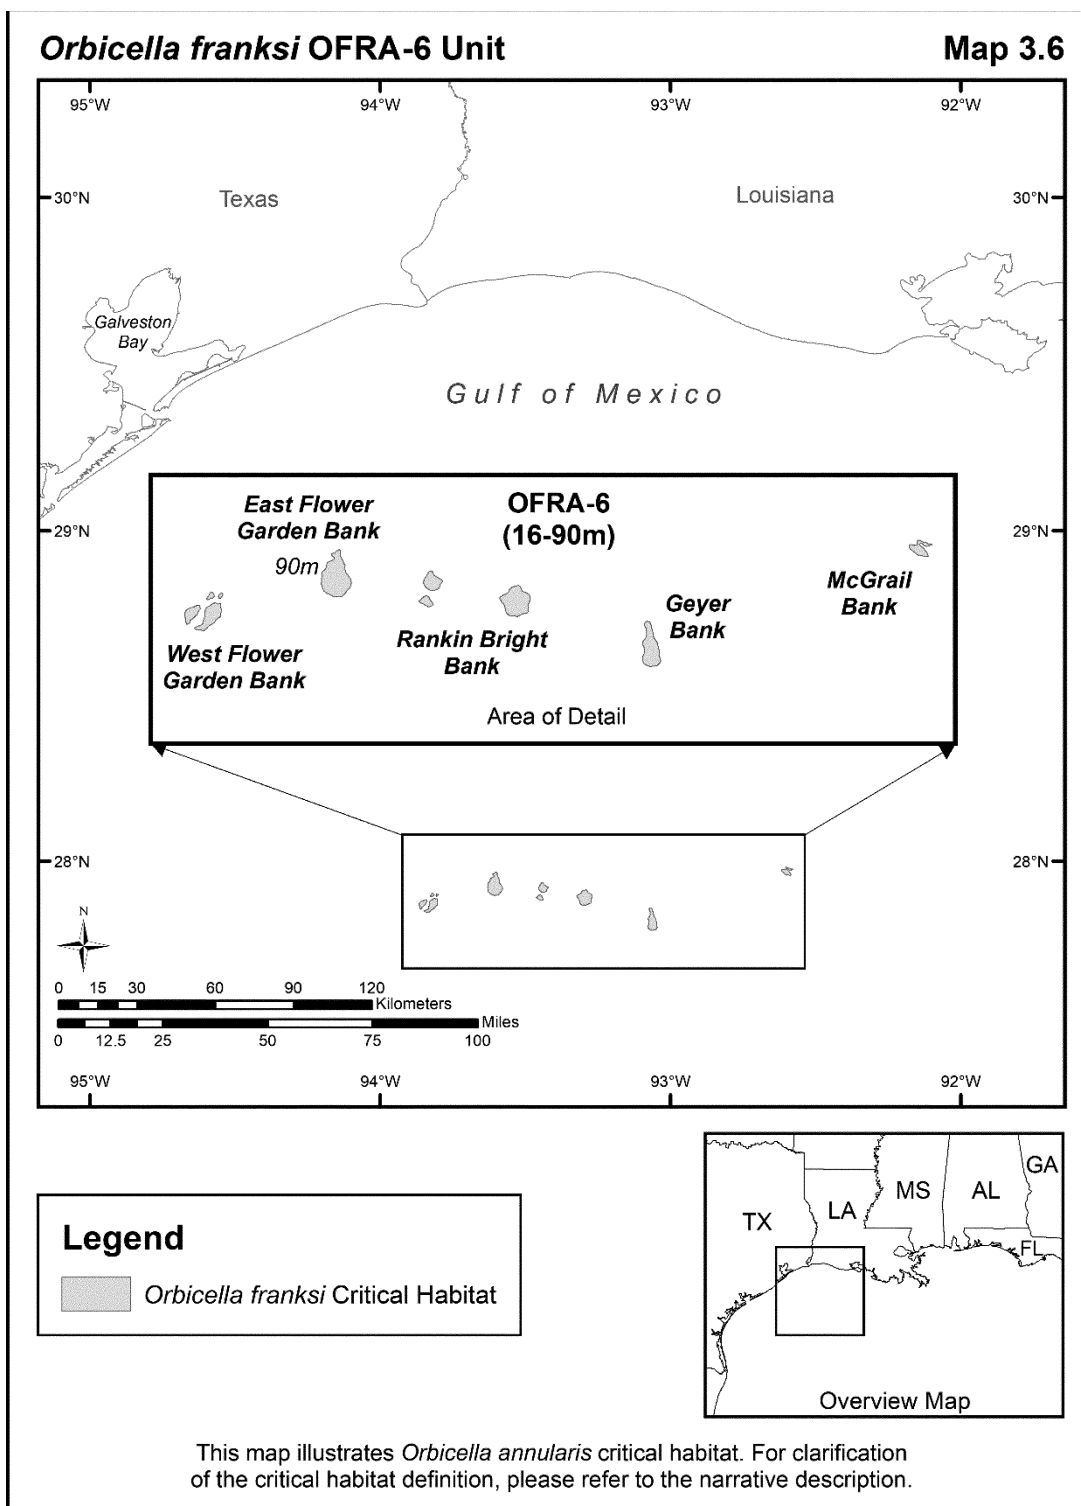 Orbicella franksi OFRA-6 Unit
Map 3.6
95°W
94°W
93°W
92°W
30°N
Texas
Louisiana
30°N
Galveston
Bay
Gulf of Mexico
29°N
29°N
East Flower
Garden Bank
90m
OFRA-6
(16-90m)
McGrail
Bank
Geyer
Bank
Rankin Bright
Bank
West Flower
Garden Bank
Area of Detail
28°N
28°N
N
0 15 30 60 90 120
Kilometers
Miles
0 12.5 25 50 75 100
95°W
94°W
93°W
92°W
Legend
Orbicella franksi Critical Habitat
TX
LA
MS
AL
GA
FL
Overview Map
This map illustrates Orbicella annularis critical habitat. For clarification
of the critical habitat definition, please refer to the narrative description.